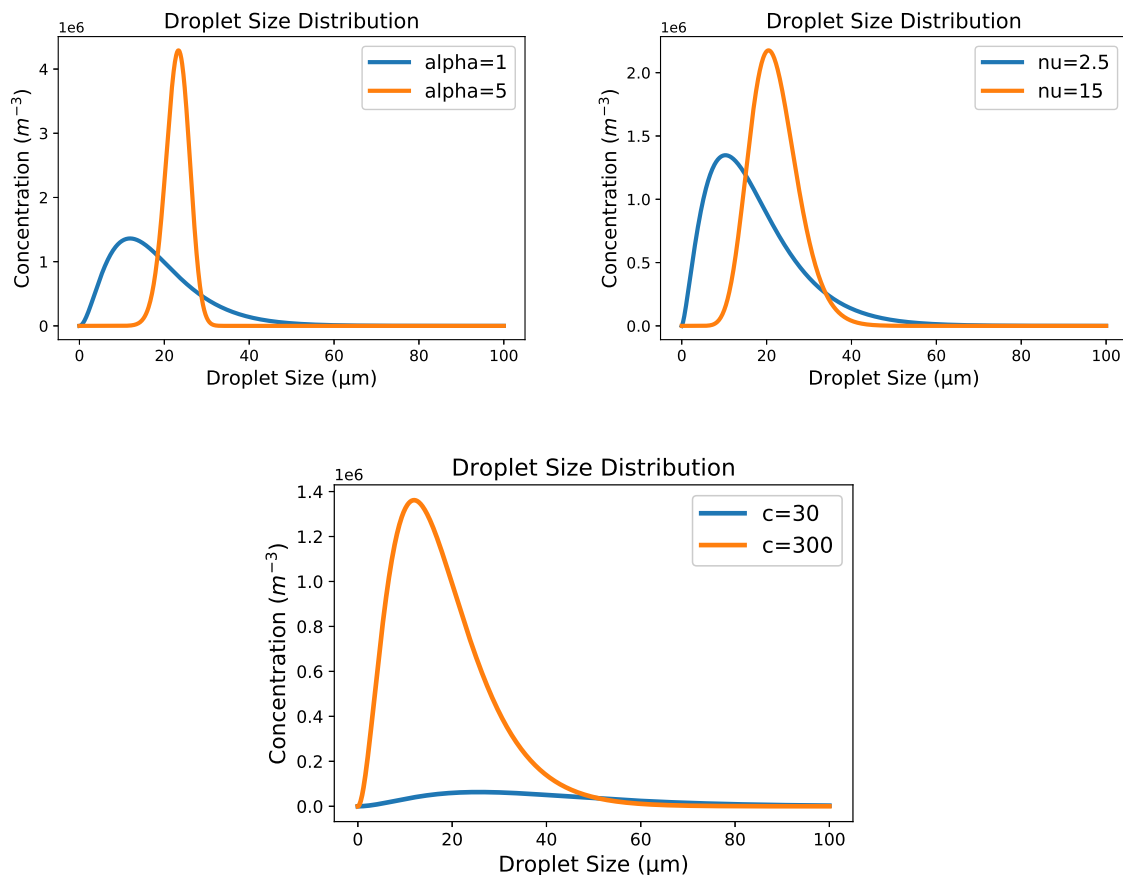 Droplet Size Distribution
1e6
Concentration (m⁻³)
4
3
2
1
0
0 20 40 60 80 100
Droplet Size (µm)
alpha=1
alpha=5
Droplet Size Distribution
1e6
Concentration (m⁻³)
2.0
1.5
1.0
0.5
0.0
0 20 40 60 80 100
Droplet Size (µm)
nu=2.5
nu=15
Droplet Size Distribution
1e6
Concentration (m⁻³)
1.4
1.2
1.0
0.8
0.6
0.4
0.2
0.0
0 20 40 60 80 100
Droplet Size (µm)
c=30
c=300